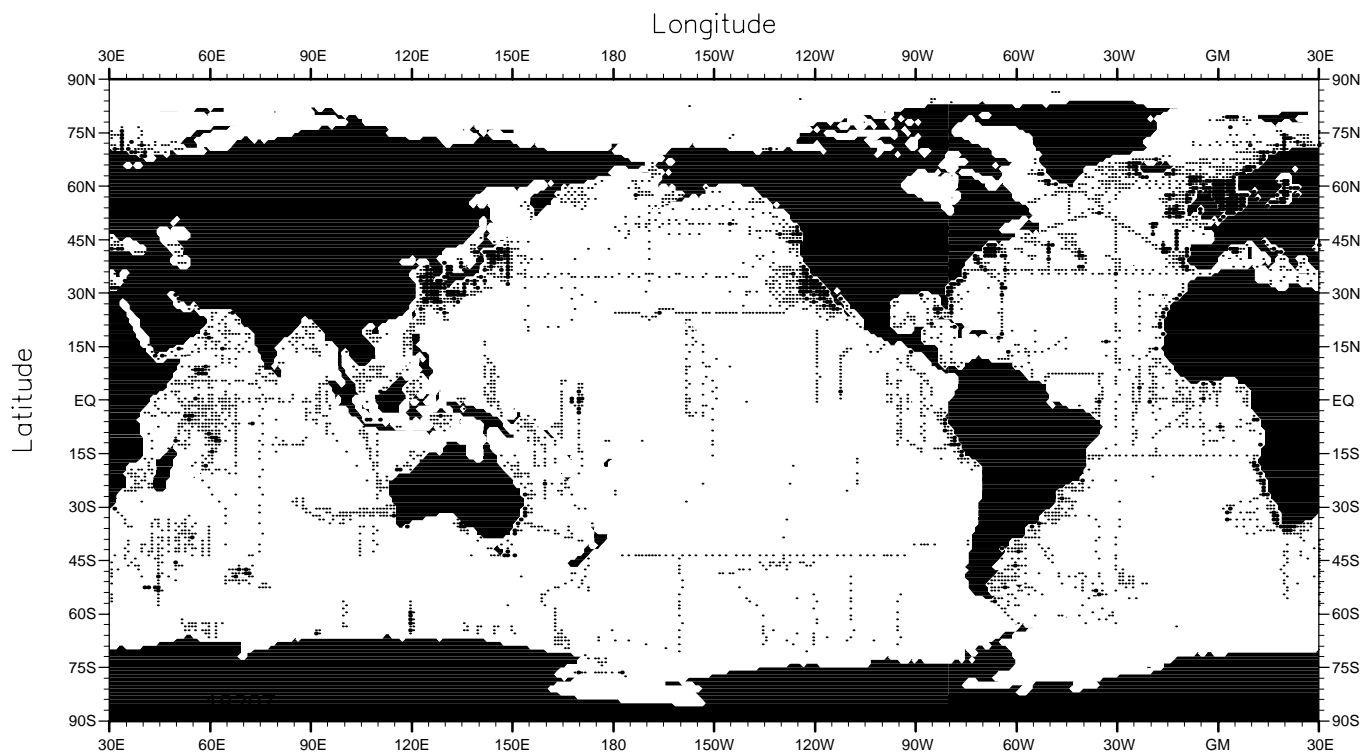 Longitude
30E 60E 90E 120E 150E 180 150W 120W 90W 60W 30W GM 30E
90N 90N
75N 75N
60N 60N
45N 45N
30N 30N
15N 15N
Latitude
EQ EQ
15S 15S
30S 30S
45S 45S
60S 60S
75S 75S
90S 90S
30E 60E 90E 120E 150E 180 150W 120W 90W 60W 30W GM 30E